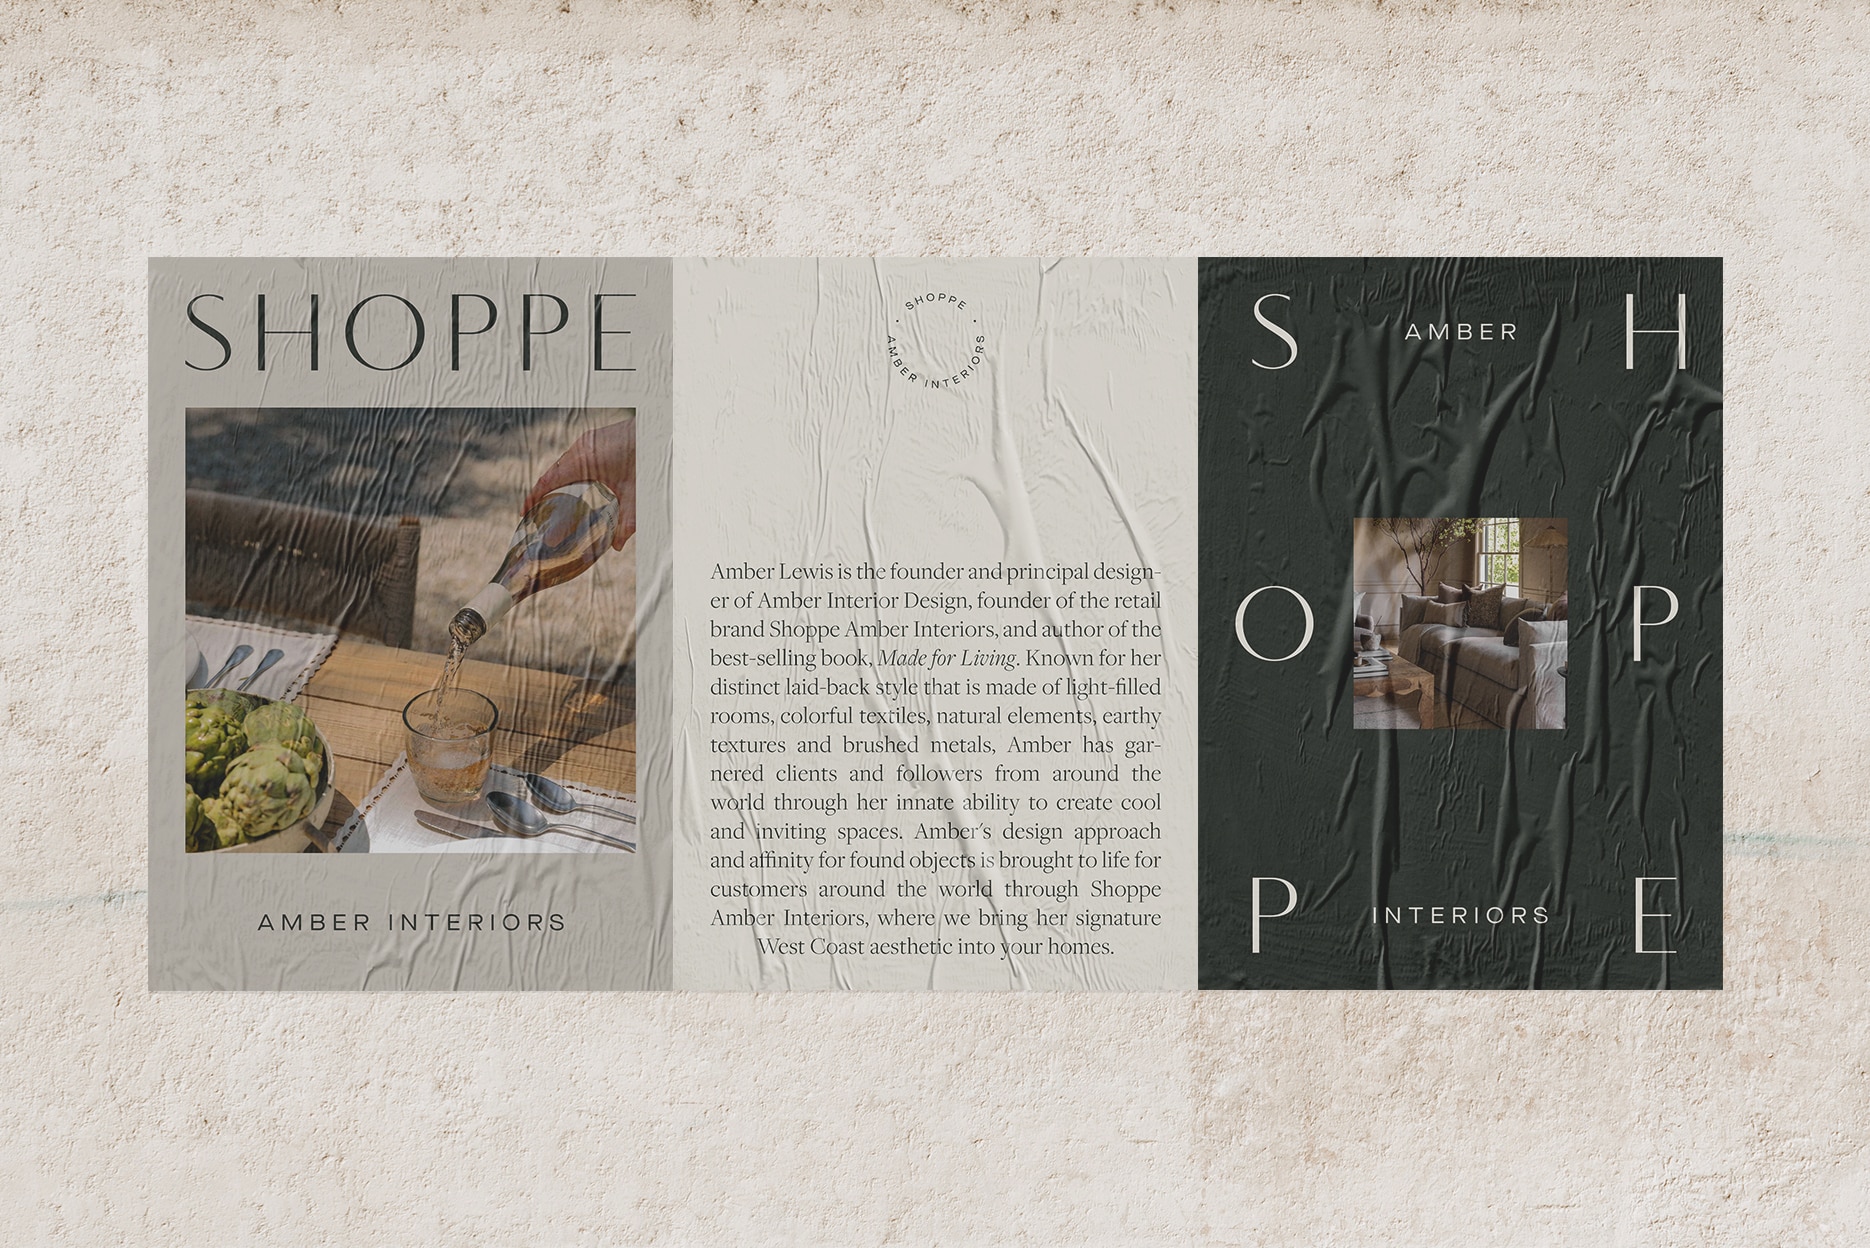 SHOPPE
AMBER INTERIORS
SHOPPE
AMBER INTERIORS
Amber Lewis is the founder and principal design-
er of Amber Interior Design, founder of the retail
brand Shoppe Amber Interiors, and author of the
best-selling book, Made for Living. Known for her
distinct laid-back style that is made of light-filled
rooms, colorful textiles, natural elements, earthy
textures and brushed metals, Amber has gar-
nered clients and followers from around the
world through her innate ability to create cool
and inviting spaces. Amber's design approach
and affinity for found objects is brought to life for
customers around the world through Shoppe
Amber Interiors, where we bring her signature
West Coast aesthetic into your homes.
S AMBER H
O P
P INTERIORS E